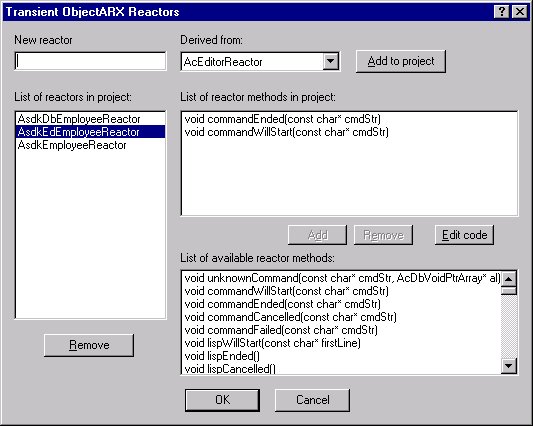 Transient ObjectARX Reactors
New reactor
Derived from:
AcEditorReactor
Add to project
List of reactors in project:
AsdkDbEmployeeReactor
AsdkEdEmployeeReactor
AsdkEmployeeReactor
Remove
List of reactor methods in project:
void commandEnded(const char* cmdStr)
void commandWillStart(const char* cmdStr)
Add
Remove
Edit code
List of available reactor methods:
void unknownCommand(const char* cmdStr, AcDbVoidPtrArray* al)
void commandWillStart(const char* cmdStr)
void commandEnded(const char* cmdStr)
void commandCancelled(const char* cmdStr)
void commandFailed(const char* cmdStr)
void lispWillStart(const char* firstLine)
void lispEnded()
void lispCancelled()
OK
Cancel